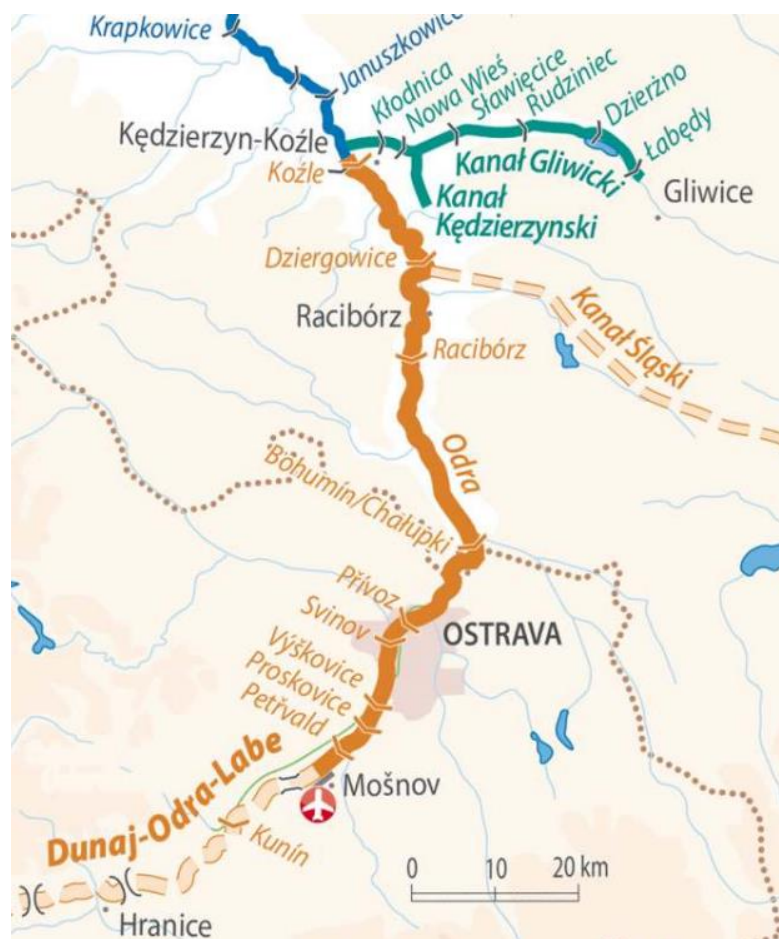 Krapkowice
Januszkowice
Kłodnica
Nowa Wieś
Sławięcice
Rudziniec
Dzierżno
Łabędy
Kędzierzyn-Koźle
Koźle
Kanał Gliwicki
Kanał
Kędzierzynski
Gliwice
Dziergowice
Racibórz
Racibórz
Kanał Śląski
Odra
Bohumín/Chałupki
Přívoz
Svinov
OSTRAVA
Výškovice
Proskovice
Petřvald
Mošnov
Dunaj-Odra-Labe
Kunín
Hranice
0 10 20 km